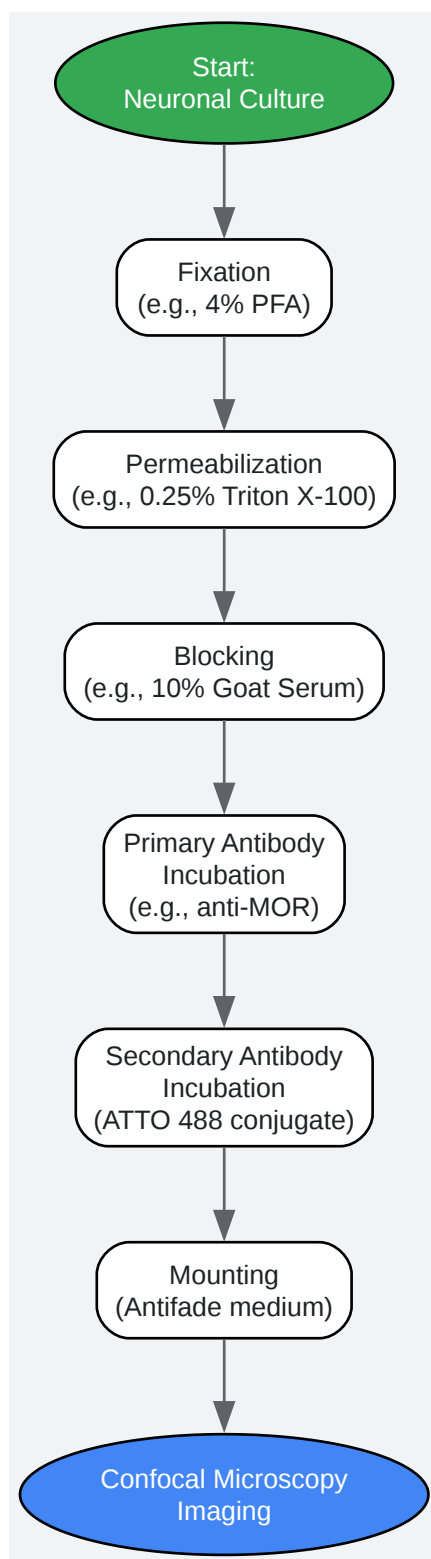 Start:
Neuronal Culture
Fixation
(e.g., 4% PFA)
Permeabilization
(e.g., 0.25% Triton X-100)
Blocking
(e.g., 10% Goat Serum)
Primary Antibody
Incubation
(e.g., anti-MOR)
Secondary Antibody
Incubation
(ATTO 488 conjugate)
Mounting
(Antifade medium)
Confocal Microscopy
Imaging